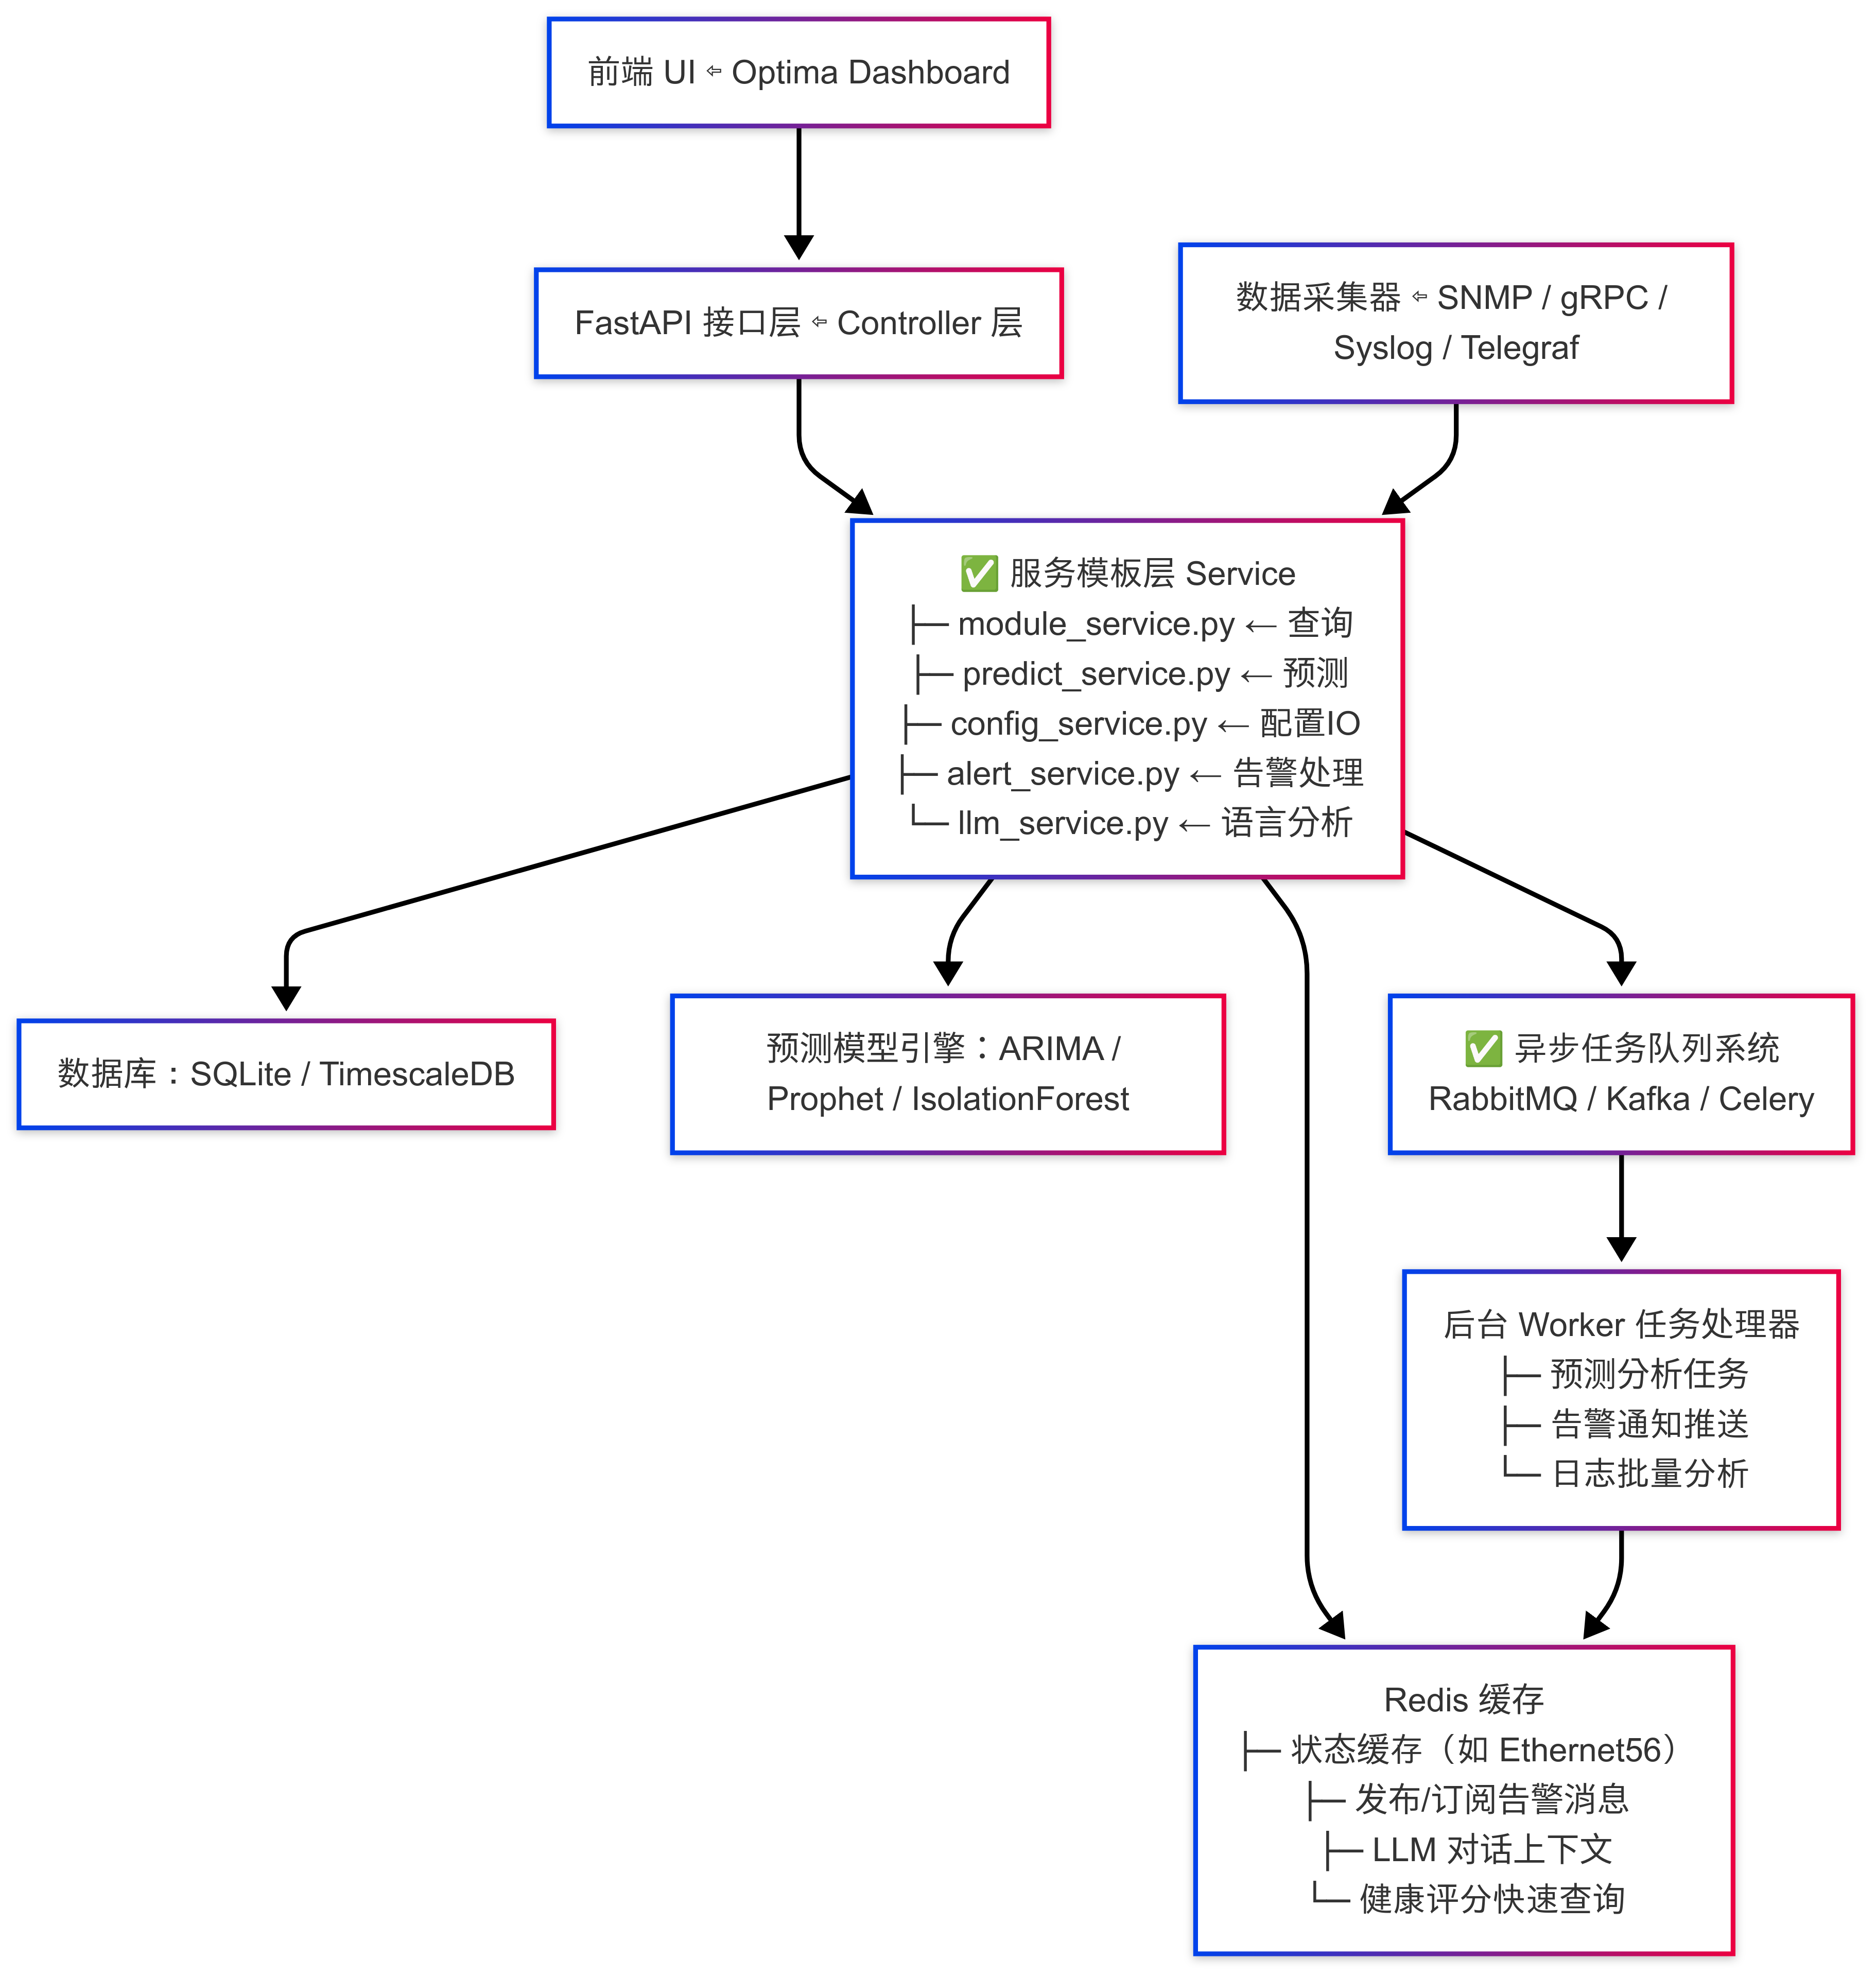 前端 UI ⇦ Optima Dashboard
FastAPI 接口层 ⇦ Controller 层
数据采集器 ⇦ SNMP / gRPC /
Syslog / Telegraf
✅ 服务模板层 Service
├─ module_service.py ← 查询
├─ predict_service.py ← 预测
├─ config_service.py ← 配置IO
├─ alert_service.py ← 告警处理
└─ llm_service.py ← 语言分析
数据库：SQLite / TimescaleDB
预测模型引擎：ARIMA /
Prophet / IsolationForest
✅ 异步任务队列系统
RabbitMQ / Kafka / Celery
后台 Worker 任务处理器
├─ 预测分析任务
├─ 告警通知推送
└─ 日志批量分析
Redis 缓存
├─ 状态缓存（如 Ethernet56）
├─ 发布/订阅告警消息
├─ LLM 对话上下文
└─ 健康评分快速查询